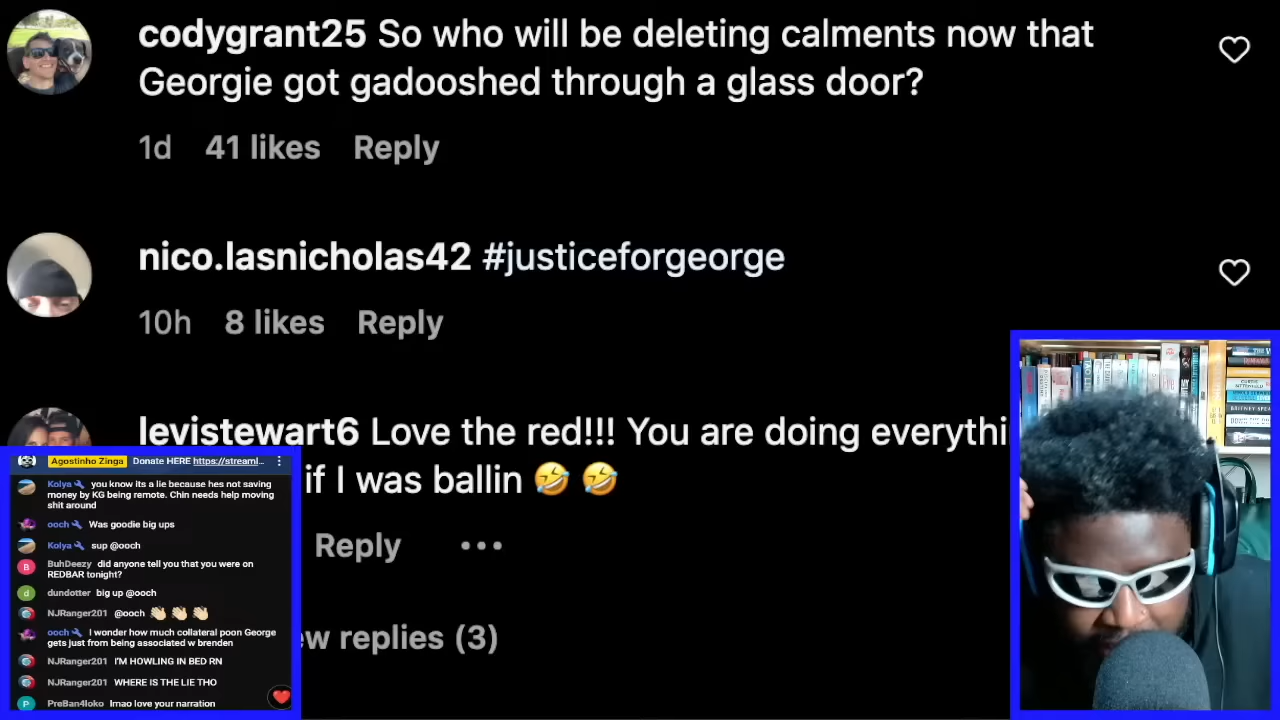 codygrant25 So who will be deleting calments now that
Georgie got gadooshed through a glass door?
1d 41 likes Reply
nico.lasnicholas42 #justiceforgeorge
10h 8 likes Reply
levistewart6 Love the red!!! You are doing everythi
if I was ballin 🤣 🤣
Reply •••
ew replies (3)
Agostinho Zinga Donate HERE https://streaml...
Kolya you know its a lie because hes not saving
money by KG being remote. Chin needs help moving
shit around
ooch Was goodie big ups
Kolya sup @ooch
BuhDeezy did anyone tell you that you were on
REDBAR tonight?
dundotter big up @ooch
NJRanger201 @ooch 👏🏻 👏🏻 👏🏻
ooch I wonder how much collateral poon George
gets just from being associated w brenden
NJRanger201 I'M HOWLING IN BED RN
NJRanger201 WHERE IS THE LIE THO
PreBan4loko lmao love your narration